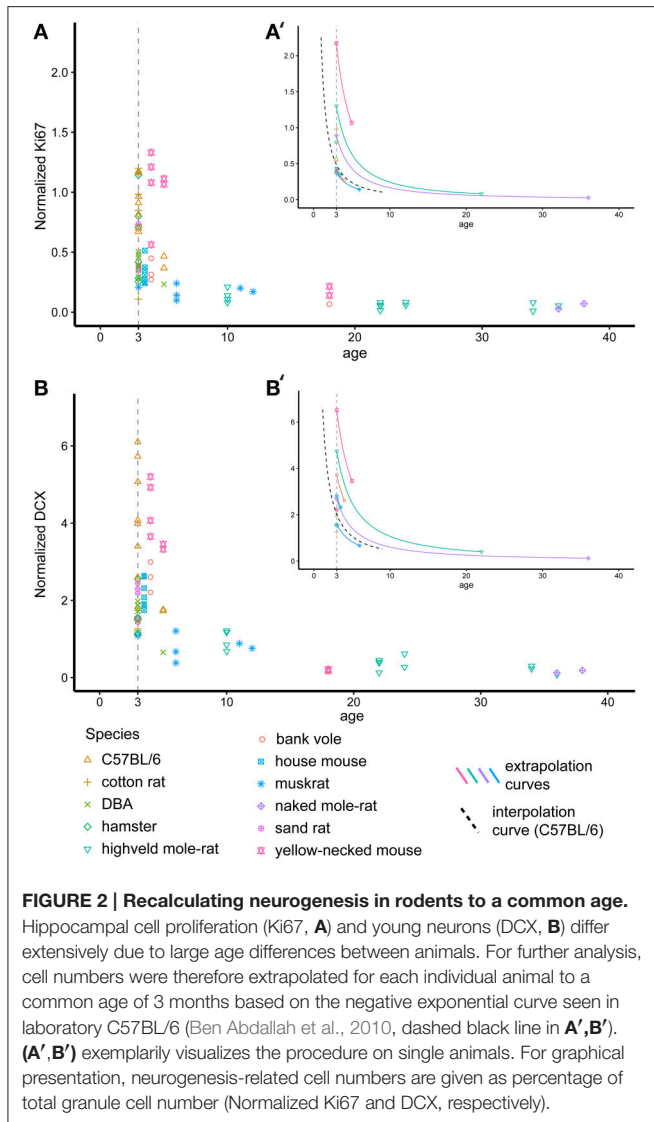 A
A′
Normalized Ki67
2.0
1.5
1.0
0.5
0.0
0
3
10
20
30
40
age
2.0
1.5
1.0
0.5
0.0
0
3
10
20
30
40
age
B
B′
Normalized DCX
6
4
2
0
0
3
10
20
30
40
age
6
4
2
0
0
3
10
20
30
40
age
Species
C57BL/6
cotton rat
DBA
hamster
highveld mole-rat
bank vole
house mouse
muskrat
naked mole-rat
sand rat
yellow-necked mouse
extrapolation
curves
interpolation
curve (C57BL/6)
FIGURE 2 | Recalculating neurogenesis in rodents to a common age.
Hippocampal cell proliferation (Ki67, A) and young neurons (DCX, B) differ
extensively due to large age differences between animals. For further analysis,
cell numbers were therefore extrapolated for each individual animal to a
common age of 3 months based on the negative exponential curve seen in
laboratory C57BL/6 (Ben Abdallah et al., 2010, dashed black line in A′,B′).
(A′,B′) exemplarily visualizes the procedure on single animals. For graphical
presentation, neurogenesis-related cell numbers are given as percentage of
total granule cell number (Normalized Ki67 and DCX, respectively).